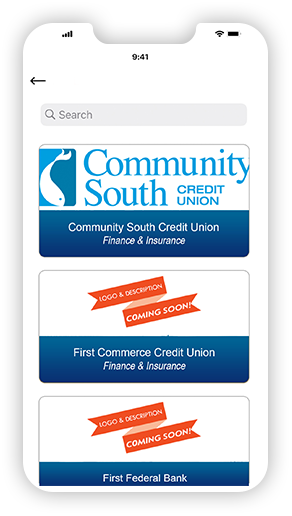 9:41
Search
Community
South CREDIT
UNION
Community South Credit Union
Finance & Insurance
LOGO & DESCRIPTION
COMING SOON!
First Commerce Credit Union
Finance & Insurance
LOGO & DESCRIPTION
COMING SOON!
First Federal Bank